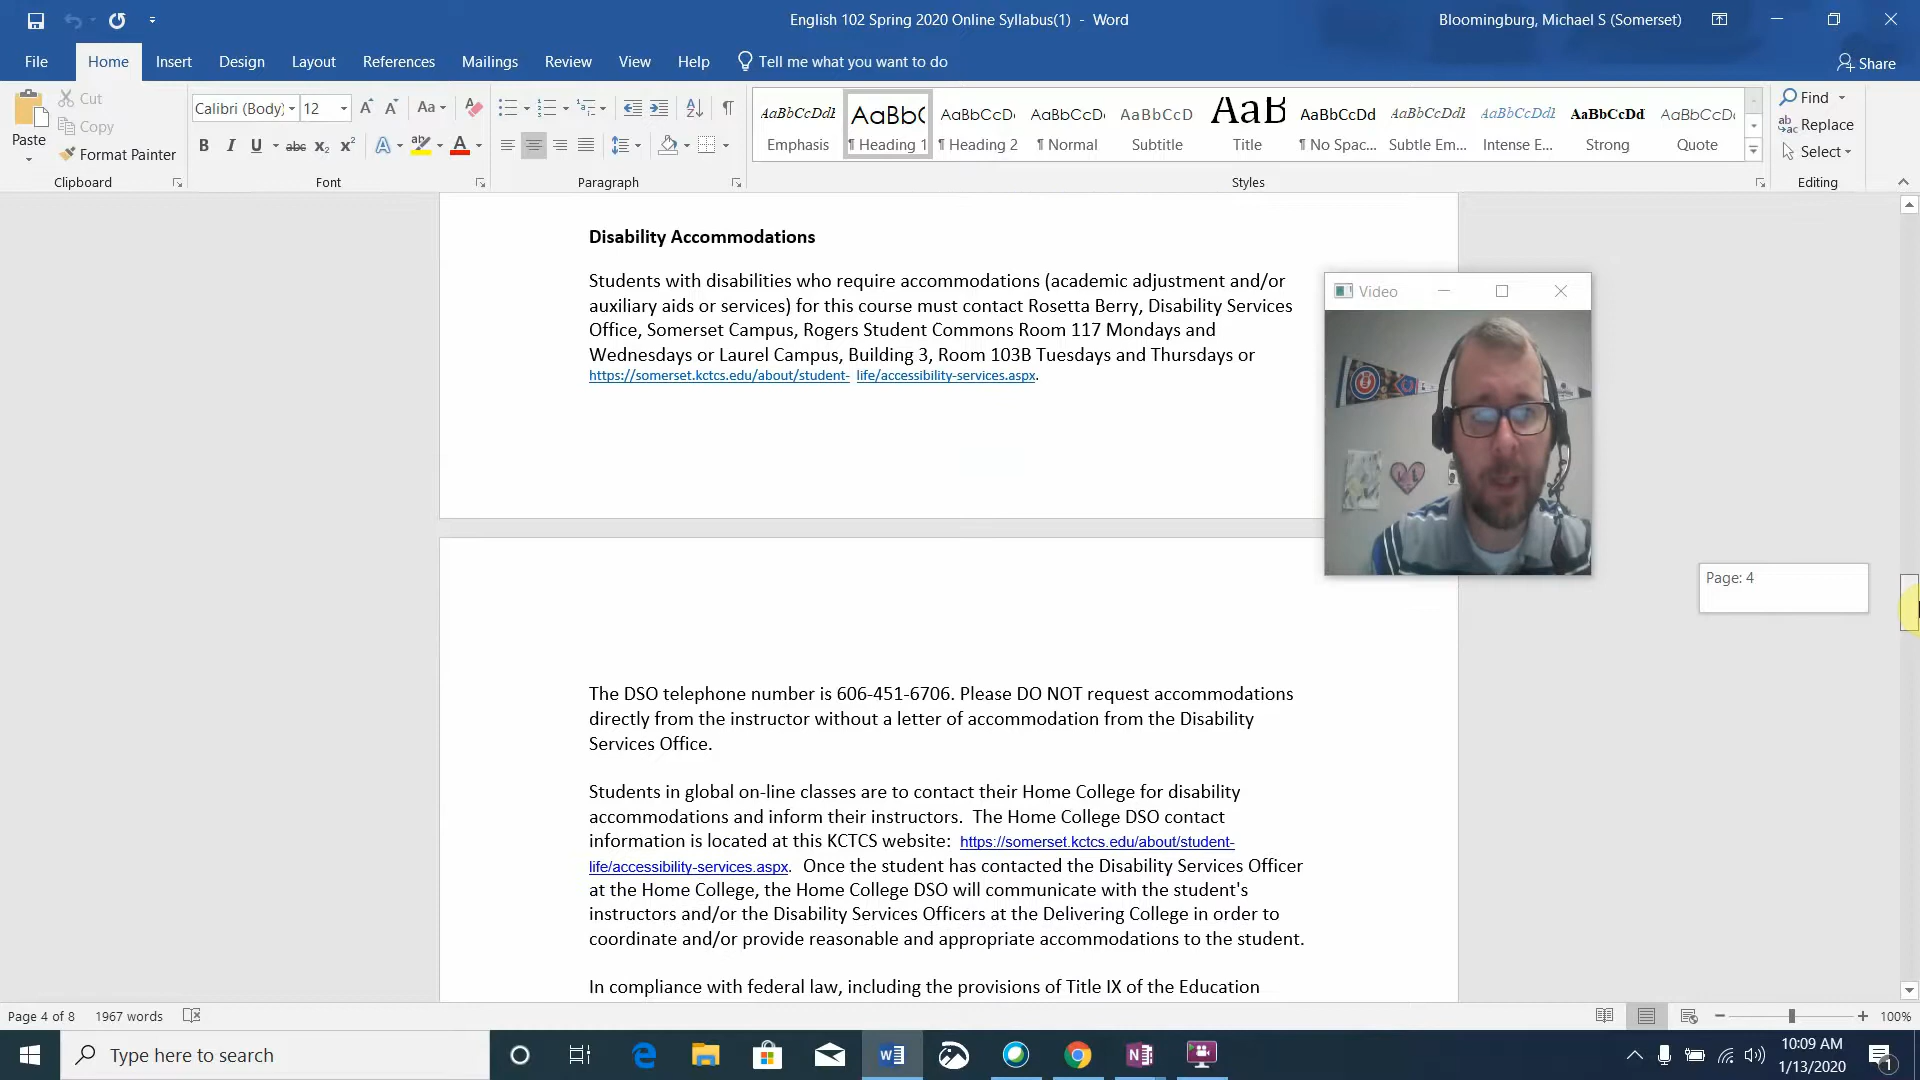 English 102 Spring 2020 Online Syllabus(1) - Word
Bloomingburg, Michael S (Somerset)
File Home Insert Design Layout References Mailings Review View Help Tell me what you want to do
Share
Cut
Copy
Paste
Format Painter
Clipboard
Calibri (Body) 12
Font
Paragraph
Emphasis
¶ Heading 1
¶ Heading 2
¶ Normal
Subtitle
Title
¶ No Spac...
Subtle Em...
Intense E...
Strong
Quote
Styles
Find
Replace
Select
Editing
Disability Accommodations
Students with disabilities who require accommodations (academic adjustment and/or
auxiliary aids or services) for this course must contact Rosetta Berry, Disability Services
Office, Somerset Campus, Rogers Student Commons Room 117 Mondays and
Wednesdays or Laurel Campus, Building 3, Room 103B Tuesdays and Thursdays or
https://somerset.kctcs.edu/about/student- life/accessibility-services.aspx.
Video
Page: 4
The DSO telephone number is 606-451-6706. Please DO NOT request accommodations
directly from the instructor without a letter of accommodation from the Disability
Services Office.
Students in global on-line classes are to contact their Home College for disability
accommodations and inform their instructors. The Home College DSO contact
information is located at this KCTCS website: https://somerset.kctcs.edu/about/student-
life/accessibility-services.aspx. Once the student has contacted the Disability Services Officer
at the Home College, the Home College DSO will communicate with the student's
instructors and/or the Disability Services Officers at the Delivering College in order to
coordinate and/or provide reasonable and appropriate accommodations to the student.
In compliance with federal law, including the provisions of Title IX of the Education
Page 4 of 8 1967 words
100%
Type here to search
10:09 AM
1/13/2020
1